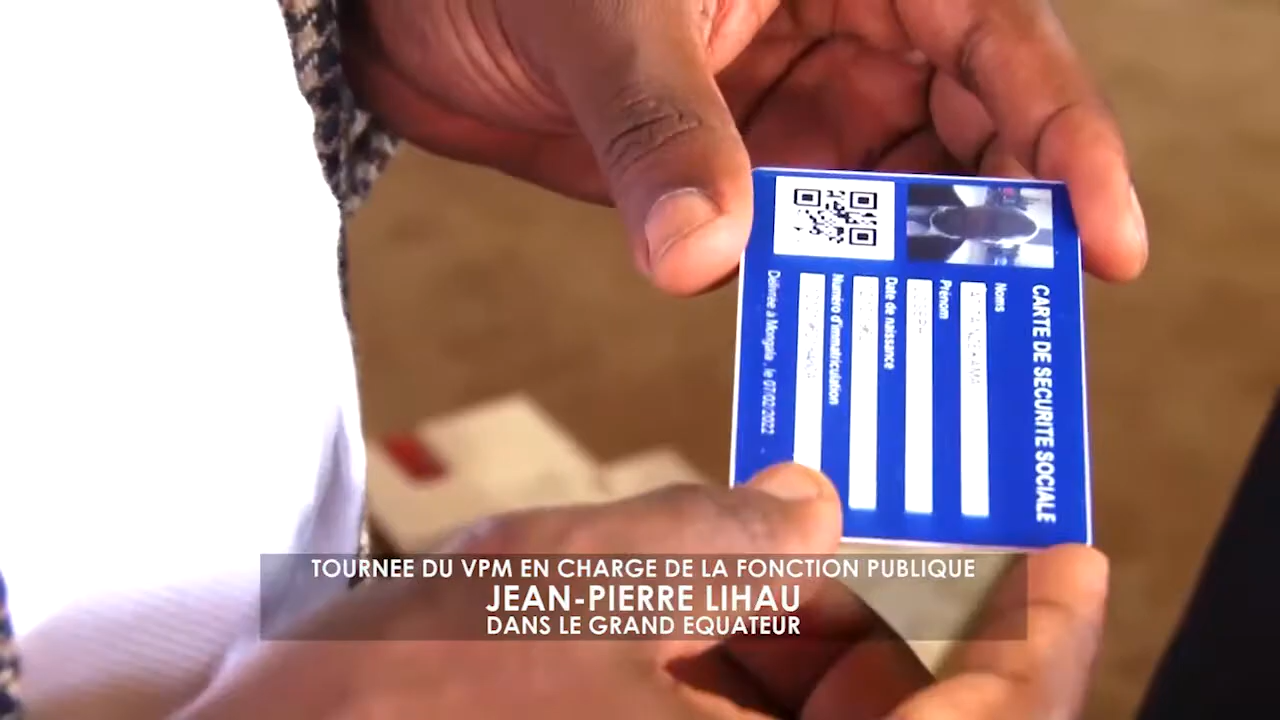 CARTE DE SECURITE SOCIALE
Noms
Prénom
Date de naissance
Numéro d'immatriculation
Délivrée à Mongala , le 07/02/2022
TOURNEE DU VPM EN CHARGE DE LA FONCTION PUBLIQUE
JEAN-PIERRE LIHAU
DANS LE GRAND EQUATEUR